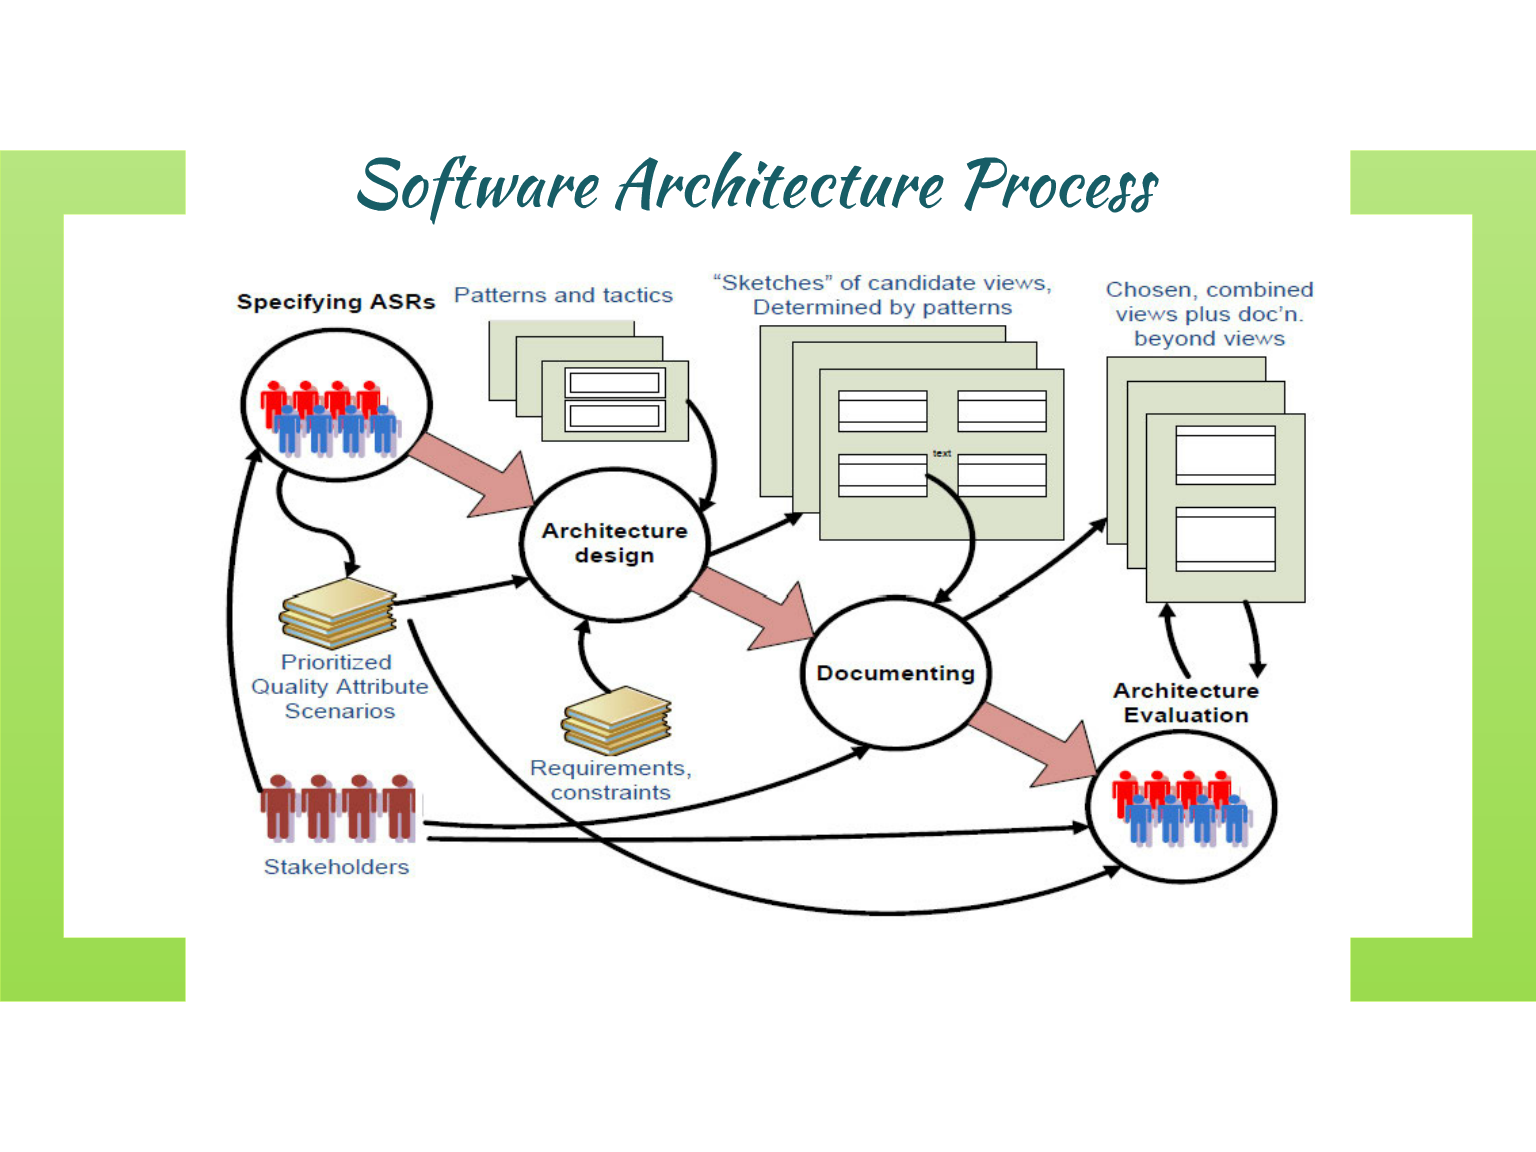 Software Architecture Process
Specifying ASRs
Patterns and tactics
“Sketches” of candidate views,
Determined by patterns
Chosen, combined
views plus doc’n.
beyond views
text
Architecture
design
Prioritized
Quality Attribute
Scenarios
Documenting
Architecture
Evaluation
Requirements,
constraints
Stakeholders